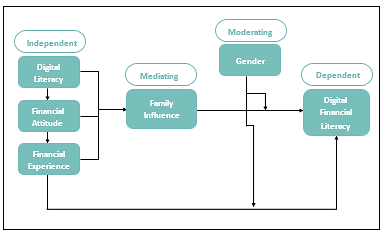 Independent
Digital
Literacy
Financial
Attitude
Financial
Experience
Mediating
Family
Influence
Moderating
Gender
Dependent
Digital
Financial
Literacy